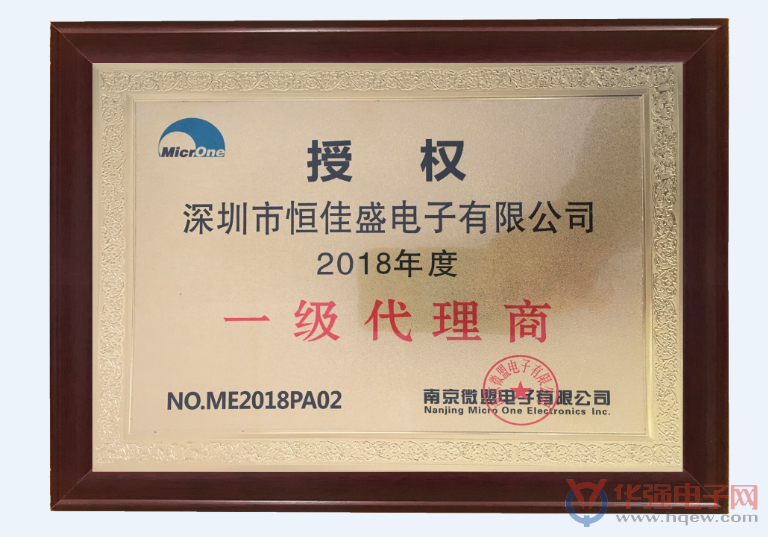 MicrOne
授权
深圳市恒佳盛电子有限公司
2018年度
一级代理商
NO.ME2018PA02
南京微盟电子有限公司
Nanjing Micro One Electronics Inc.
华强电子网
www.hqew.com